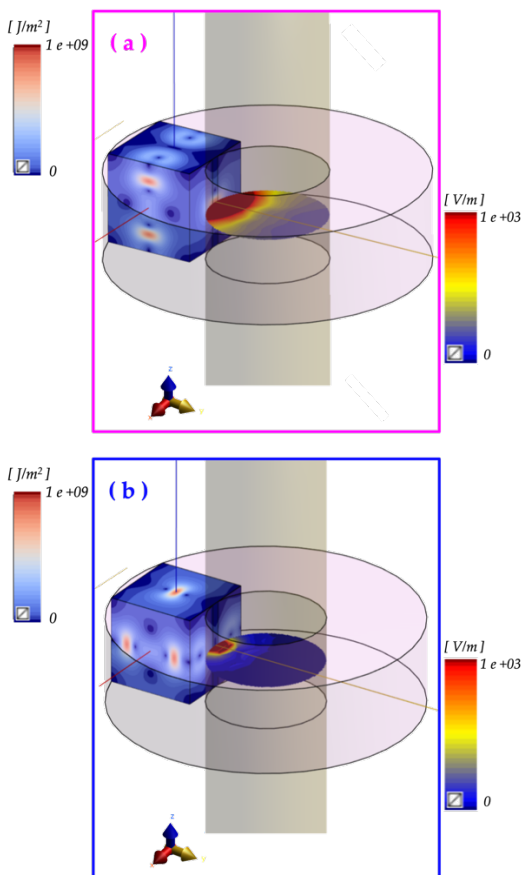 [ J/m² ]
1 e +09
0
( a )
[ V/m ]
1 e +03
0
z
x
Y
[ J/m² ]
1 e +09
0
( b )
[ V/m ]
1 e +03
0
z
x
Y